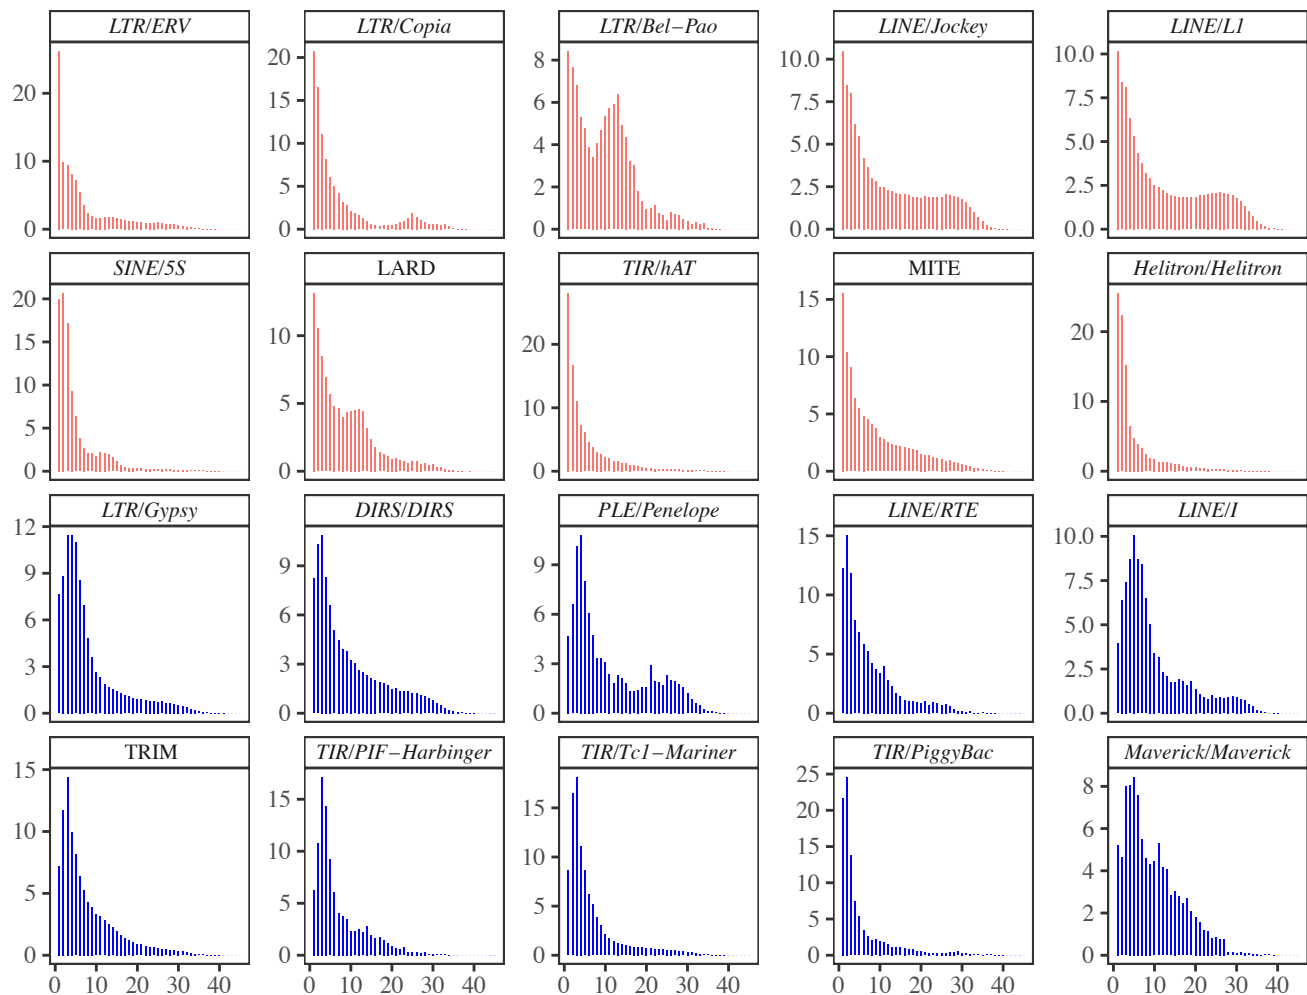 LTR/ERV LTR/Copia LTR/Bel−Pao LINE/Jockey LINE/L1
20 10 0
20 15 10 5 0
8 6 4 2 0
10.0 7.5 5.0 2.5 0.0
10.0 7.5 5.0 2.5 0.0
SINE/5S LARD TIR/hAT MITE Helitron/Helitron
20 15 10 5 0
10 5 0
20 10 0
15 10 5 0
20 10 0
LTR/Gypsy DIRS/DIRS PLE/Penelope LINE/RTE LINE/I
12 9 6 3 0
9 6 3 0
9 6 3 0
15 10 5 0
10.0 7.5 5.0 2.5 0.0
TRIM TIR/PIF−Harbinger TIR/Tc1−Mariner TIR/PiggyBac Maverick/Maverick
15 10 5 0
15 10 5 0
15 10 5 0
25 20 15 10 5 0
8 6 4 2 0
0 10 20 30 40 0 10 20 30 40 0 10 20 30 40 0 10 20 30 40 0 10 20 30 40